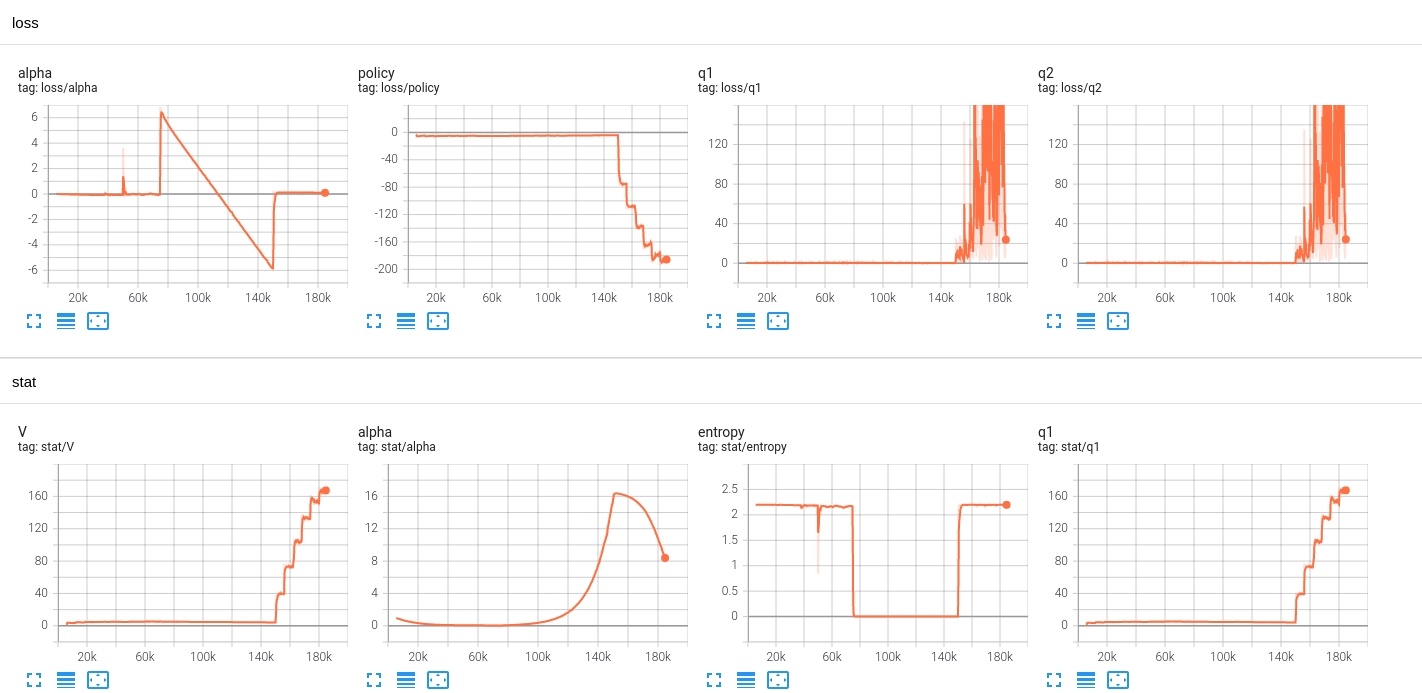 loss
alpha
tag: loss/alpha
6
4
2
0
-2
-4
-6
20k 60k 100k 140k 180k
policy
tag: loss/policy
0
-40
-80
-120
-160
-200
20k 60k 100k 140k 180k
q1
tag: loss/q1
120
80
40
0
20k 60k 100k 140k 180k
q2
tag: loss/q2
120
80
40
0
20k 60k 100k 140k 180k
stat
V
tag: stat/V
160
120
80
40
0
20k 60k 100k 140k 180k
alpha
tag: stat/alpha
16
12
8
4
0
20k 60k 100k 140k 180k
entropy
tag: stat/entropy
2.5
2
1.5
1
0.5
0
20k 60k 100k 140k 180k
q1
tag: stat/q1
160
120
80
40
0
20k 60k 100k 140k 180k